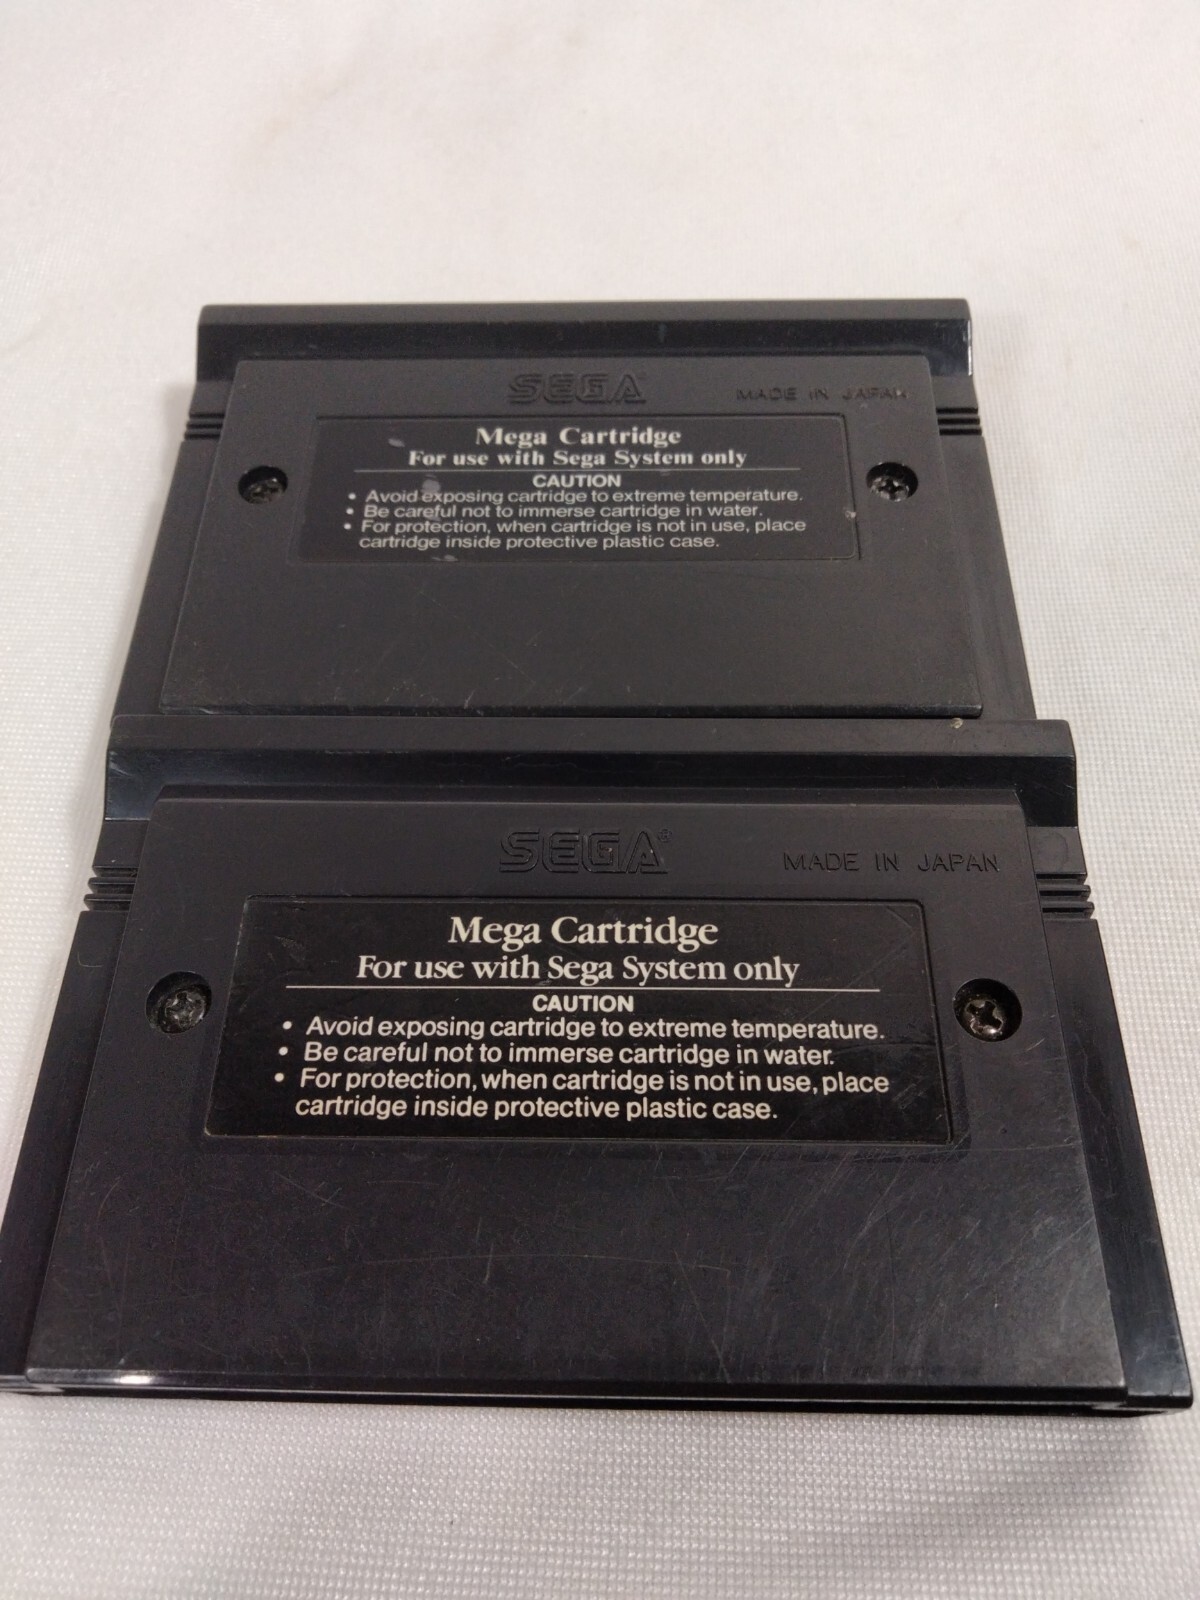 SEGA
MADE IN JAPAN
Mega Cartridge
For use with Sega System only
CAUTION
• Avoid exposing cartridge to extreme temperature.
• Be careful not to immerse cartridge in water.
• For protection, when cartridge is not in use, place
cartridge inside protective plastic case.
SEGA®
MADE IN JAPAN
Mega Cartridge
For use with Sega System only
CAUTION
• Avoid exposing cartridge to extreme temperature.
• Be careful not to immerse cartridge in water.
• For protection, when cartridge is not in use, place
cartridge inside protective plastic case.